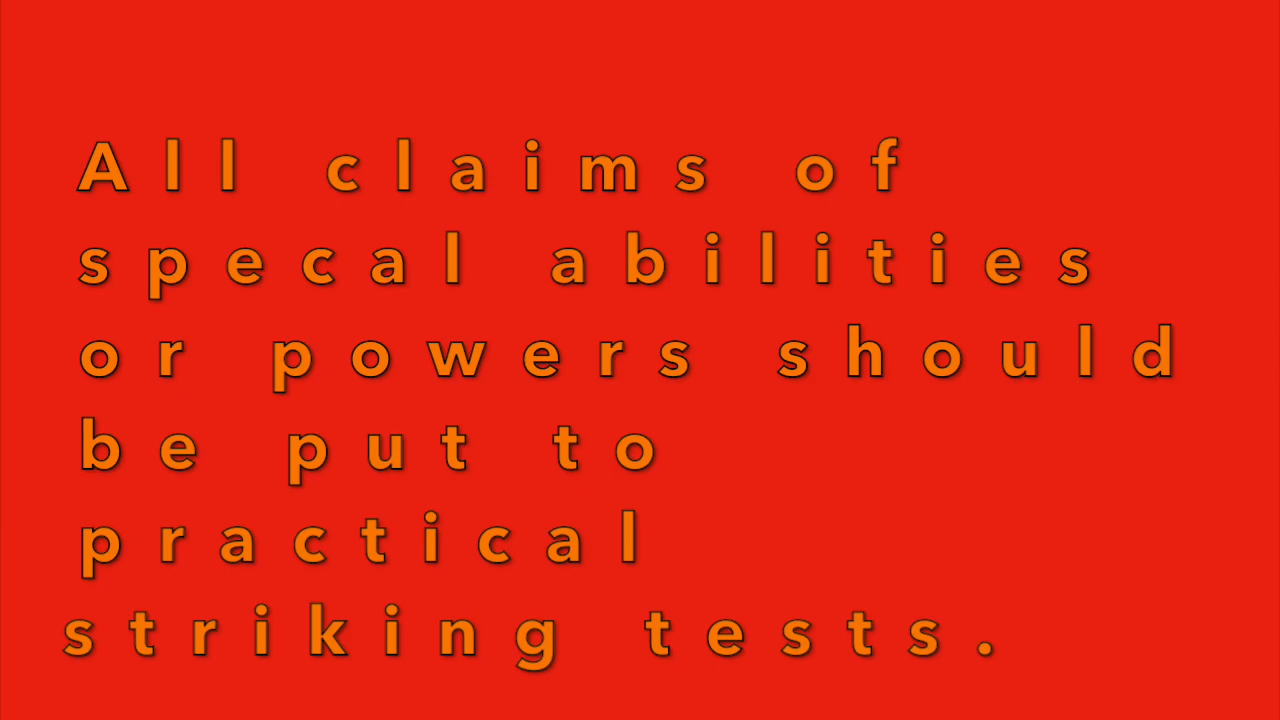 All claims of
specal abilities
or powers should
be put to
practical
striking tests.